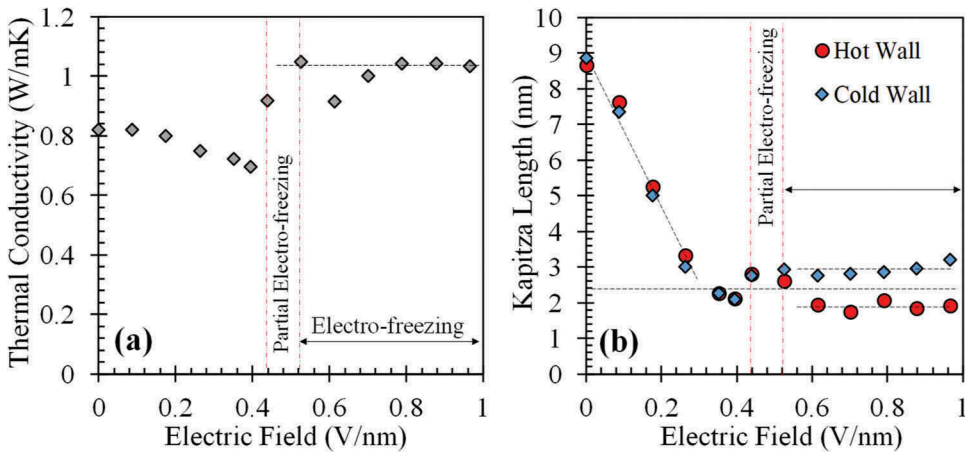 1.2
1
0.8
0.6
0.4
0.2
0
Thermal Conductivity (W/mK)
Partial Electro-freezing
Electro-freezing
(a)
0
0.2
0.4
0.6
0.8
1
Electric Field (V/nm)
10
9
8
7
6
5
4
3
2
1
0
Kapitza Length (nm)
Partial Electro-freezing
Hot Wall
Cold Wall
(b)
0
0.2
0.4
0.6
0.8
1
Electric Field (V/nm)